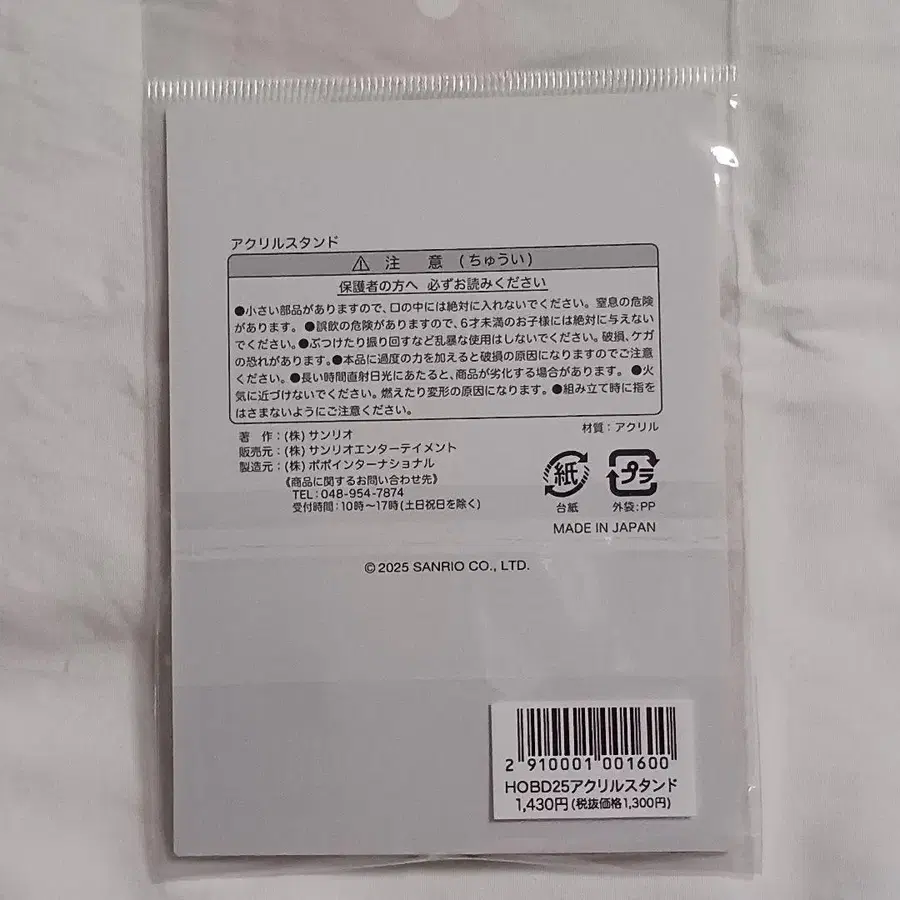 アクリルスタンド
⚠ 注 意 (ちゅうい)
保護者の方へ 必ずお読みください
●小さい部品がありますので、口の中には絶対に入れないでください。窒息の危険
があります。●誤飲の危険がありますので、6才未満のお子様には絶対に与えない
でください。●ぶつけたり振り回すなど乱暴な使用はしないでください。破損、ケガ
の恐れがあります。●本品に過度の力を加えると破損の原因になりますのでご注意
ください。●長い時間直射日光にあたると、商品が劣化する場合があります。●火
気に近づけないでください。燃えたり変形の原因になります。●組み立て時に指を
はさまないようにご注意ください。
材質：アクリル
著 作：(株) サンリオ
販売元：(株) サンリオエンターテイメント
製造元：(株) ポポインターナショナル
《商品に関するお問い合わせ先》
TEL：048-954-7874
受付時間：10時～17時(土日祝日を除く)
紙
台紙
プラ
外袋：PP
MADE IN JAPAN
© 2025 SANRIO CO., LTD.
2 910001 001600
HOBD25アクリルスタンド
1,430円(税抜価格1,300円)